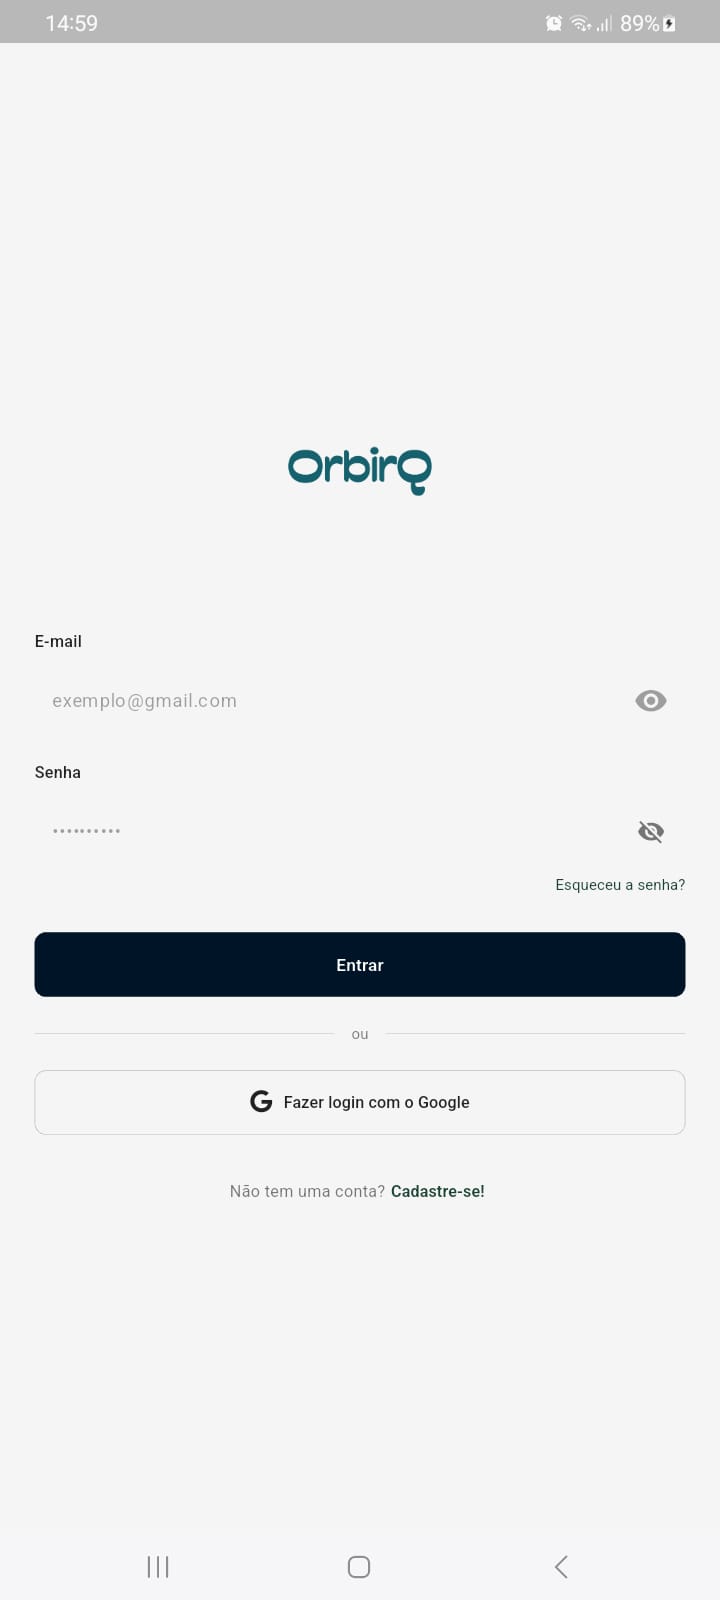 14:59 89%
OrbirQ
E-mail
exemplo@gmail.com
Senha
••••••••••
Esqueceu a senha?
Entrar
ou
G Fazer login com o Google
Não tem uma conta? Cadastre-se!